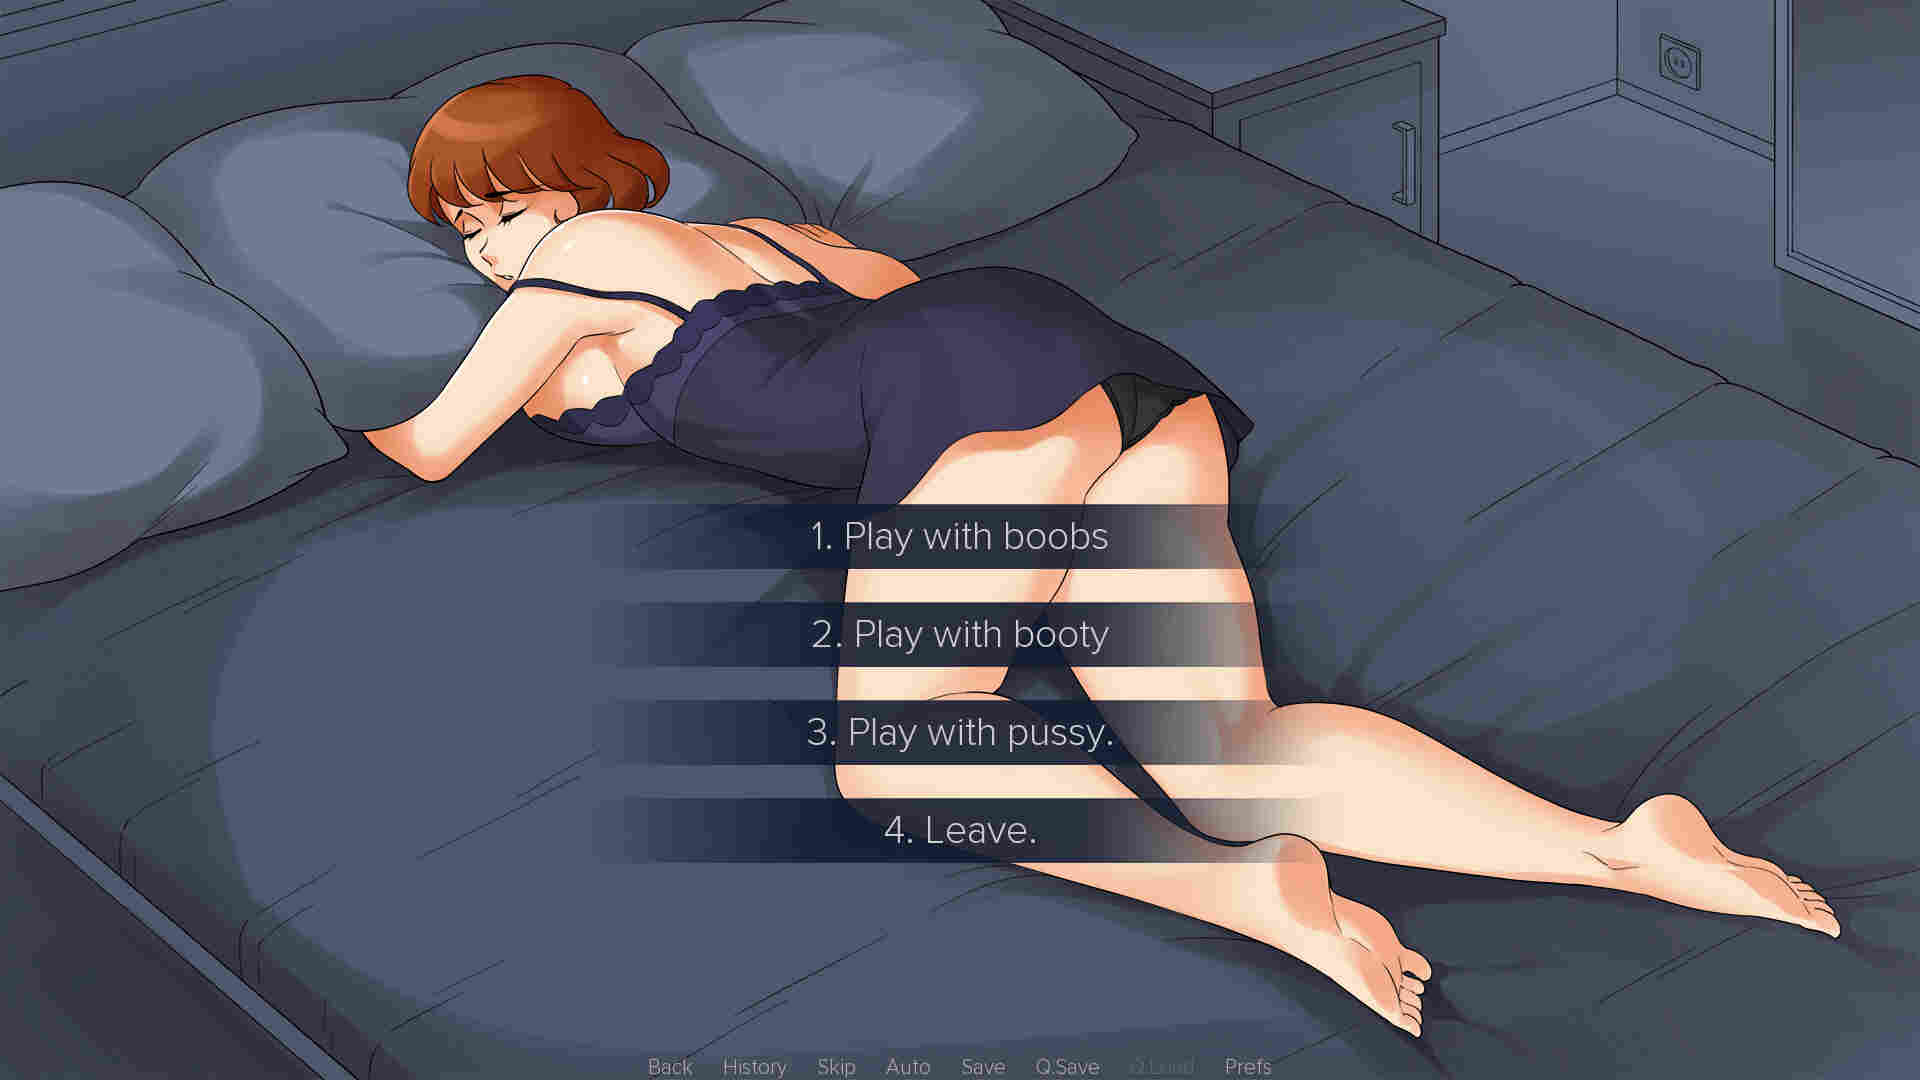 1. Play with boobs
2. Play with booty
3. Play with pussy.
4. Leave.
Back History Skip Auto Save Q.Save Q.Load Prefs